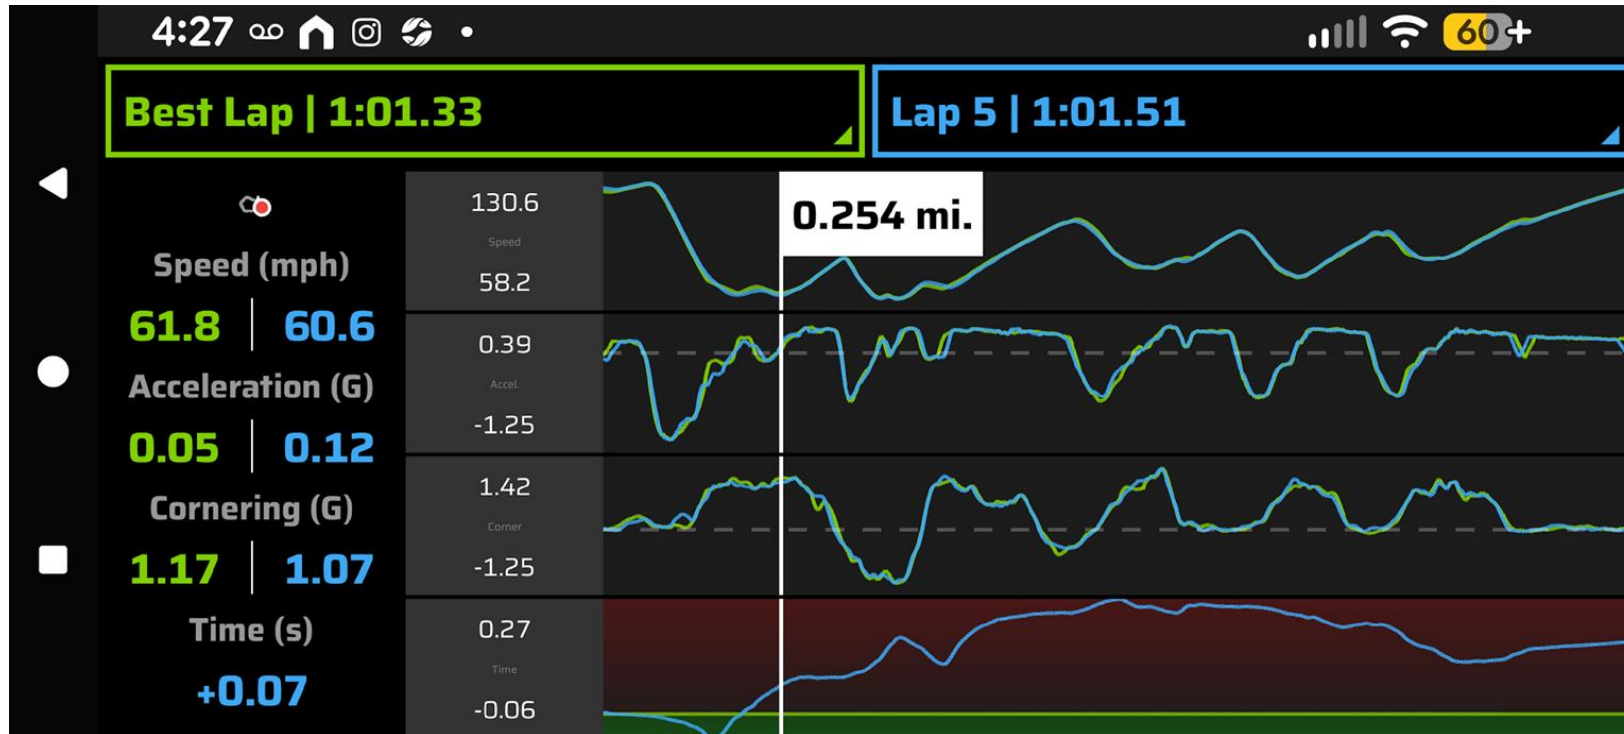 4:27
60+
Best Lap | 1:01.33
Lap 5 | 1:01.51
0.254 mi.
Speed (mph)
61.8 | 60.6
Acceleration (G)
0.05 | 0.12
Cornering (G)
1.17 | 1.07
Time (s)
+0.07
130.6
Speed
58.2
0.39
Accel.
-1.25
1.42
Corner
-1.25
0.27
Time
-0.06